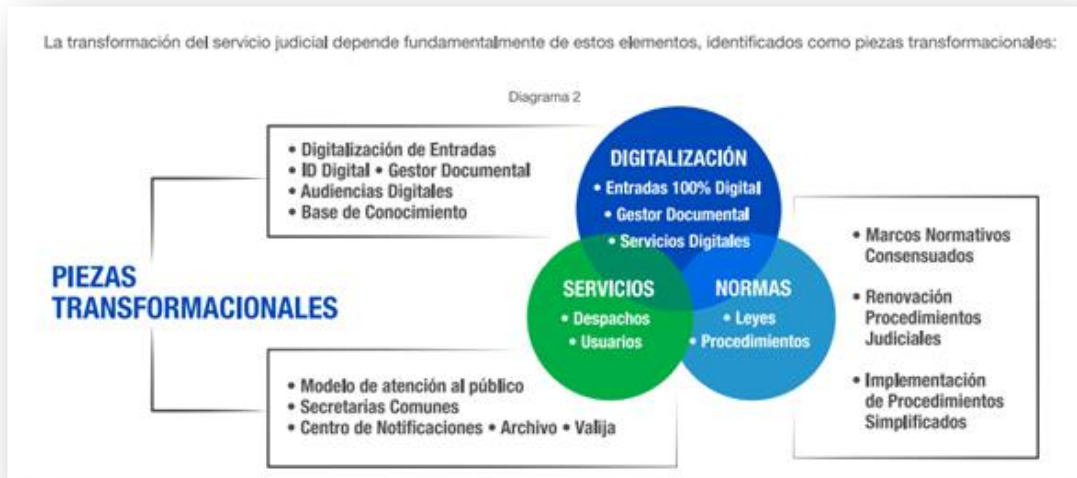 La transformación del servicio judicial depende fundamentalmente de estos elementos, identificados como piezas transformacionales:
Diagrama 2
• Digitalización de Entradas
• ID Digital • Gestor Documental
• Audiencias Digitales
• Base de Conocimiento
DIGITALIZACIÓN
• Entradas 100% Digital
• Gestor Documental
• Servicios Digitales
PIEZAS
TRANSFORMACIONALES
SERVICIOS
• Despachos
• Usuarios
NORMAS
• Leyes
• Procedimientos
• Marcos Normativos
Consensuados
• Renovación
Procedimientos
Judiciales
• Implementación
de Procedimientos
Simplificados
• Modelo de atención al público
• Secretarias Comunes
• Centro de Notificaciones • Archivo • Valija